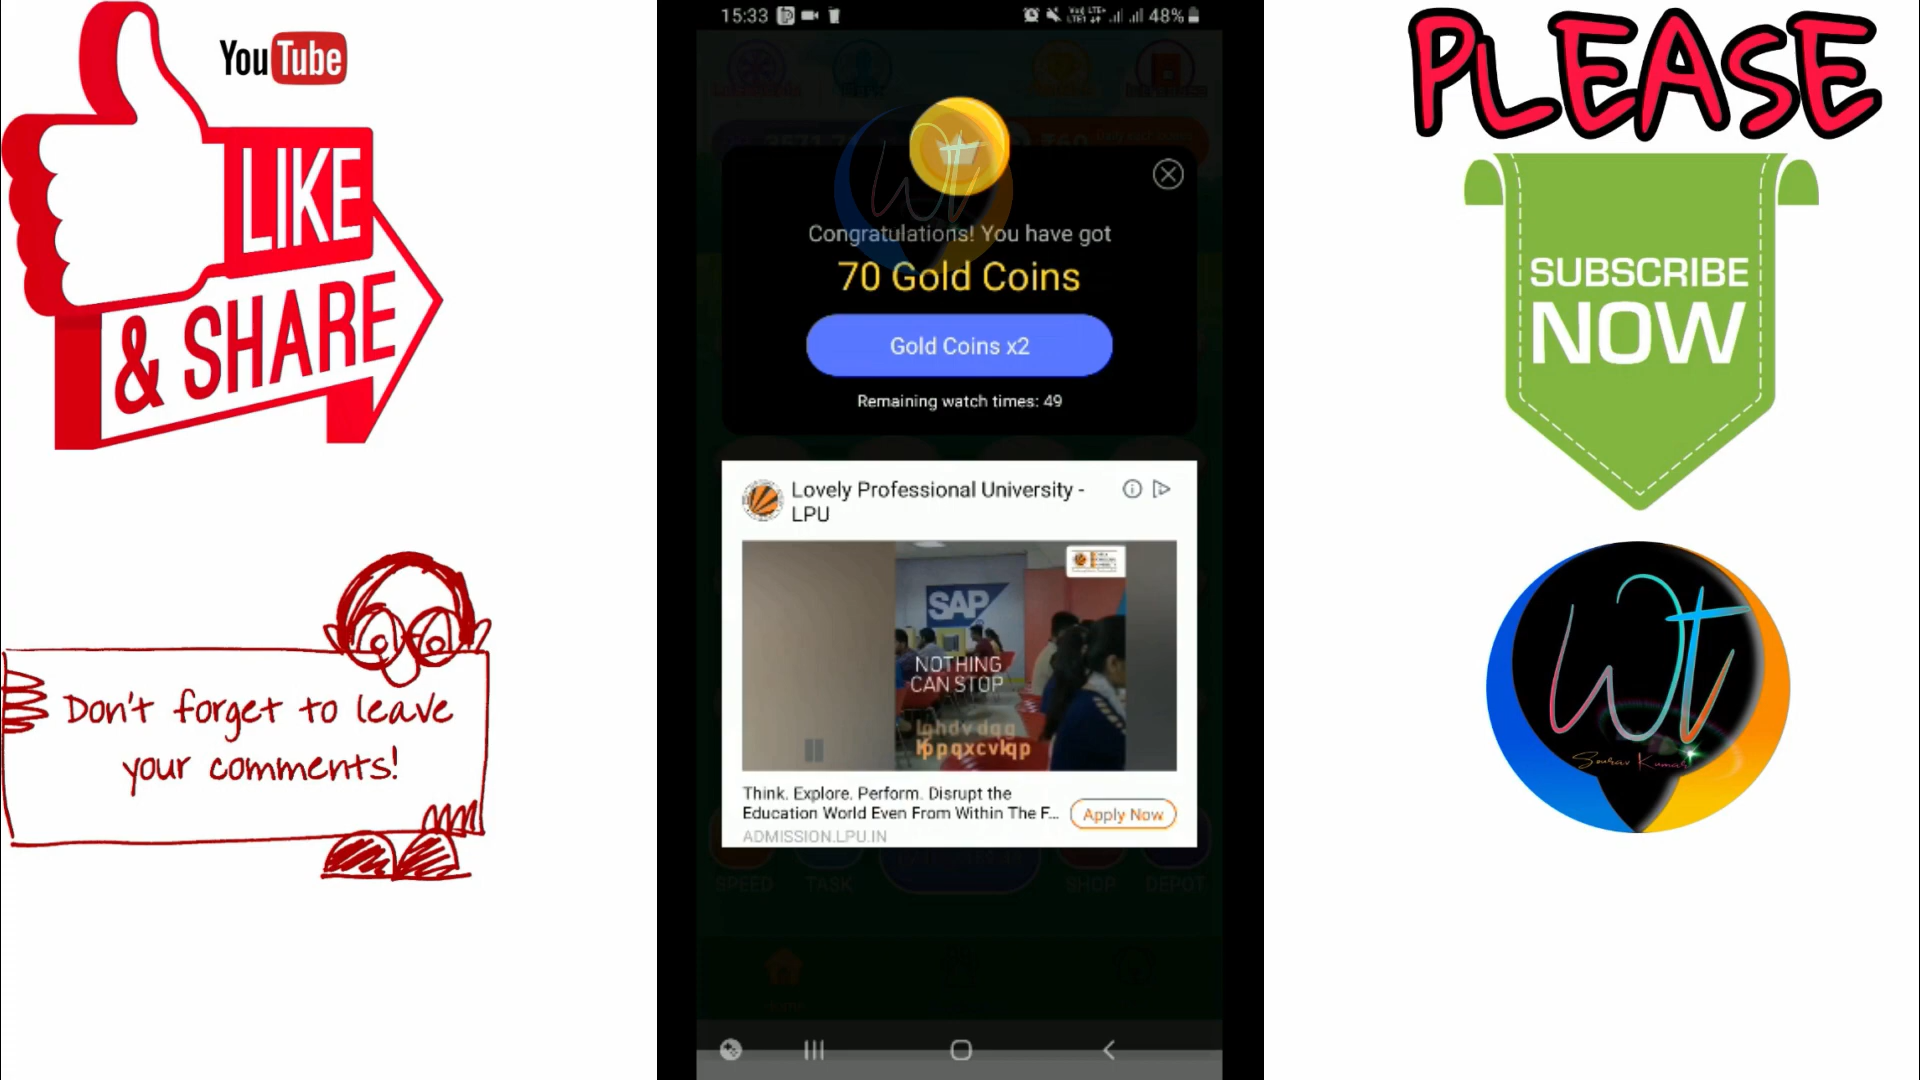 YouTube
LIKE
& SHARE
Don't forget to leave
your comments!
15:33
48%
Congratulations! You have got
70 Gold Coins
Gold Coins x2
Remaining watch times: 49
Lovely Professional University -
LPU
SAP
NOTHING
CAN STOP
Think. Explore. Perform. Disrupt the
Education World Even From Within The F...
Apply Now
ADMISSION.LPU.IN
SPEED
TASK
SHOP
DEPOT
PLEASE
SUBSCRIBE
NOW
Wt
Sourav Kumar